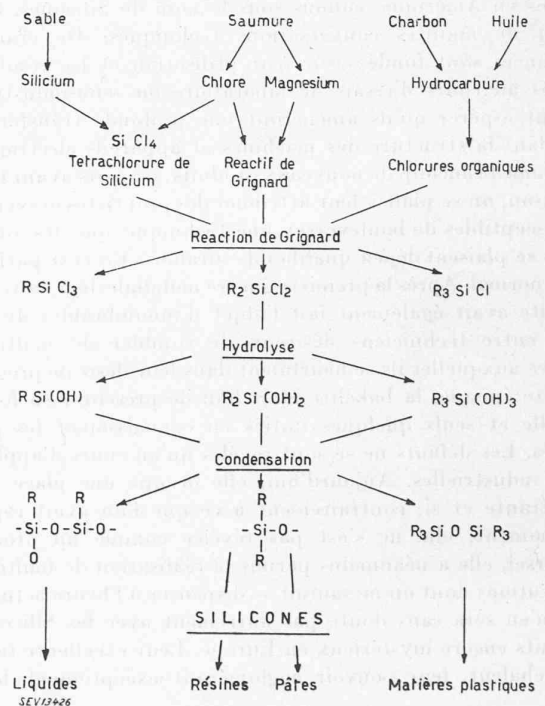 Sable Saumure Charbon Huile
Silicium Chlore Magnesium Hydrocarbure
Si Cl4
Tetrachlorure de
Silicium
Reactif de
Grignard
Chlorures organiques
Reaction de Grignard
R Si Cl3 R2 Si Cl2 R3 Si Cl
Hydrolyse
R Si (OH) R2 Si (OH)2 R3 Si (OH)3
Condensation
R R
-Si-O-Si-O-
O
R
-Si-O-
R
R3Si O Si R3
SILICONES
Liquides Résines Pâtes Matières plastiques
SEV13426